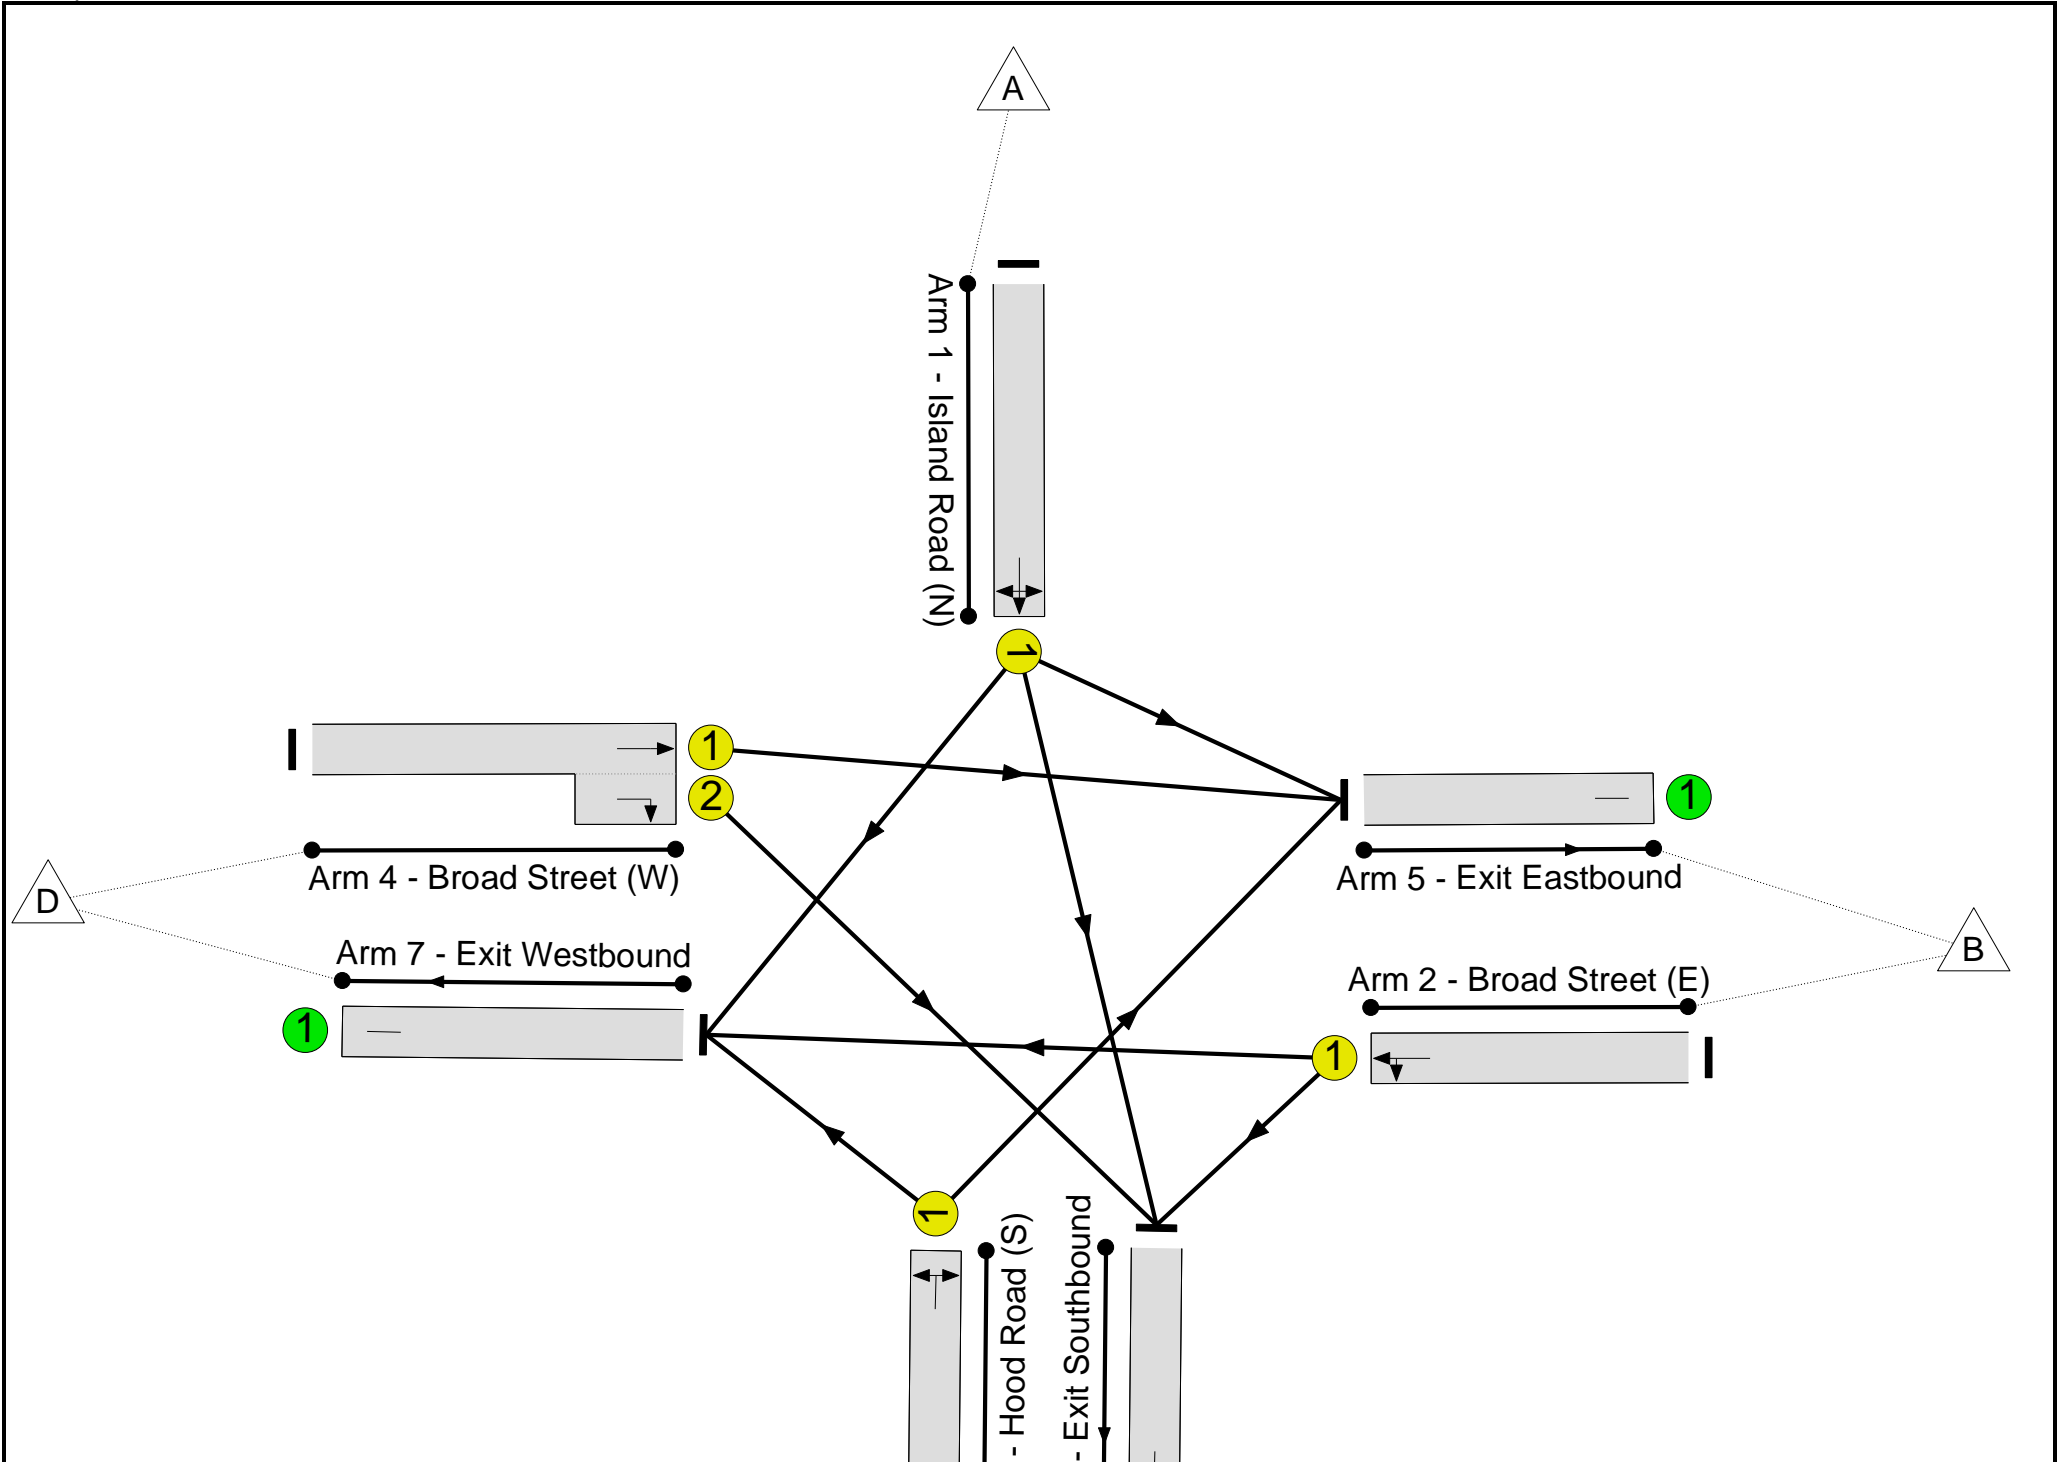 A
Arm 1 - Island Road (N)
1
1
2
1
Arm 4 - Broad Street (W)
Arm 5 - Exit Eastbound
D
B
Arm 7 - Exit Westbound
Arm 2 - Broad Street (E)
1
1
1
- Hood Road (S)
- Exit Southbound